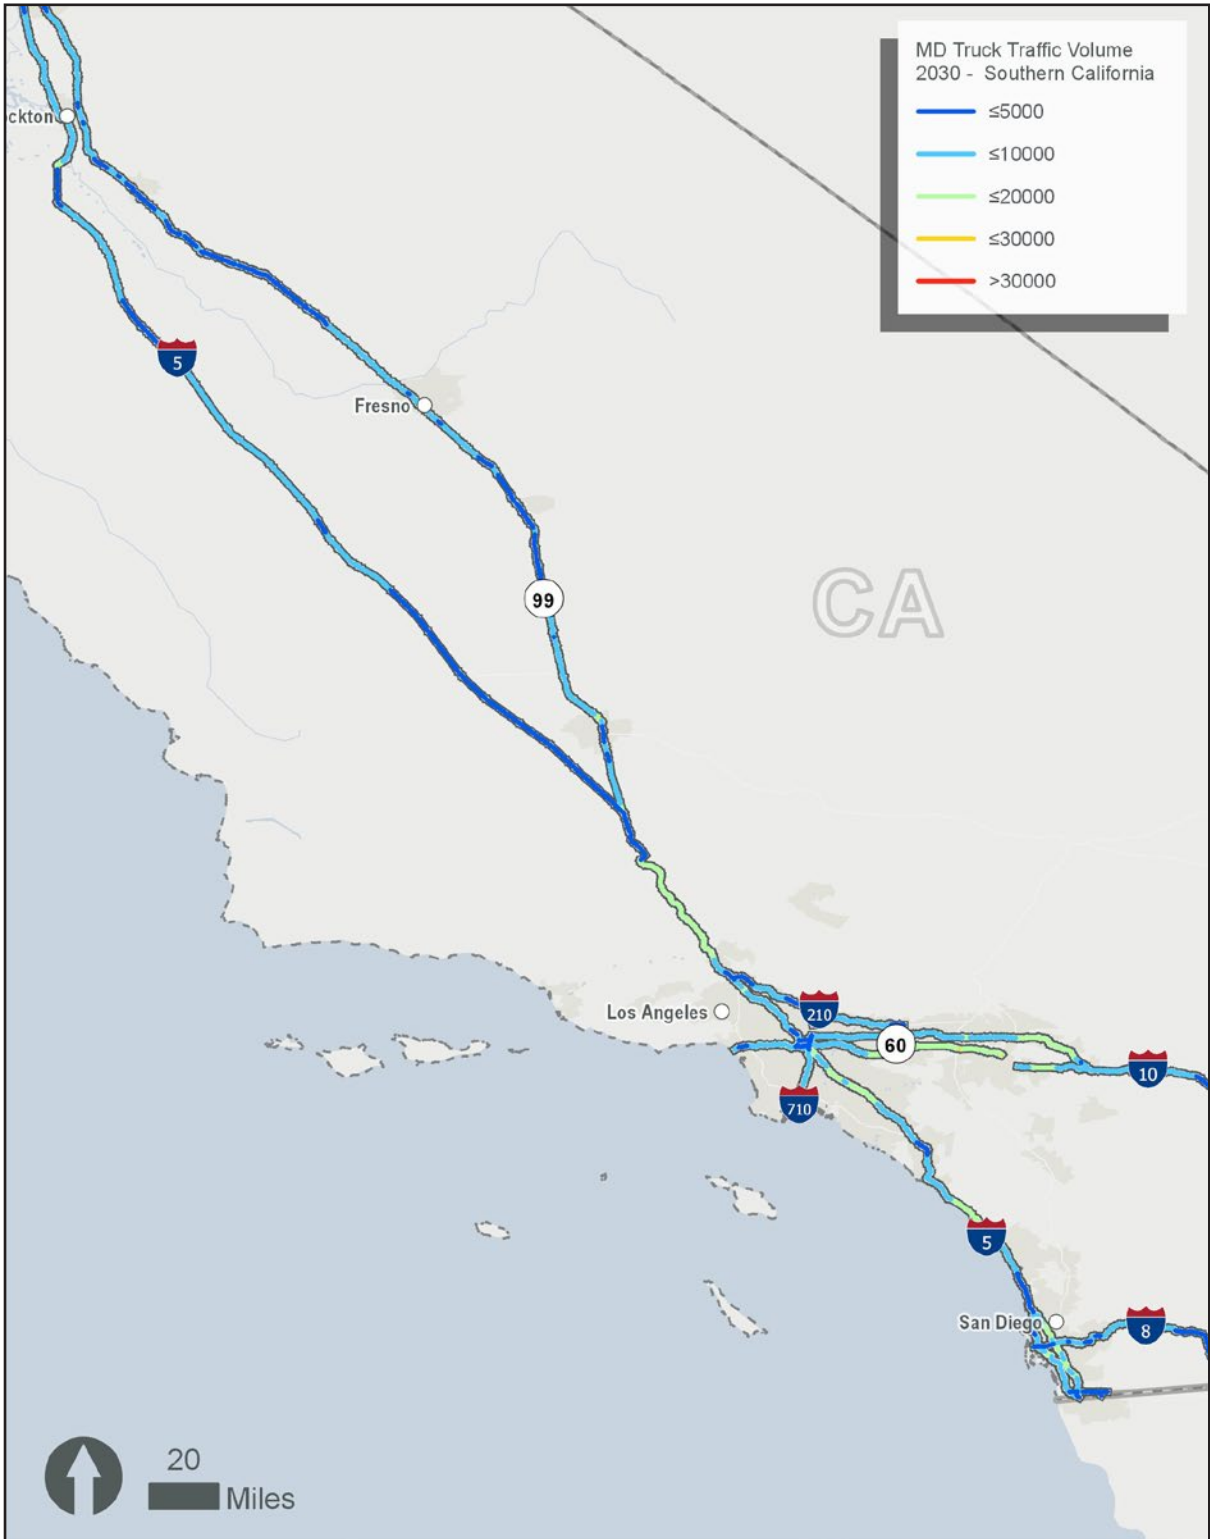 MD Truck Traffic Volume
2030 - Southern California
≤5000
≤10000
≤20000
≤30000
>30000
ckton
5
Fresno
99
CA
Los Angeles
210
60
10
710
5
San Diego
8
20
Miles